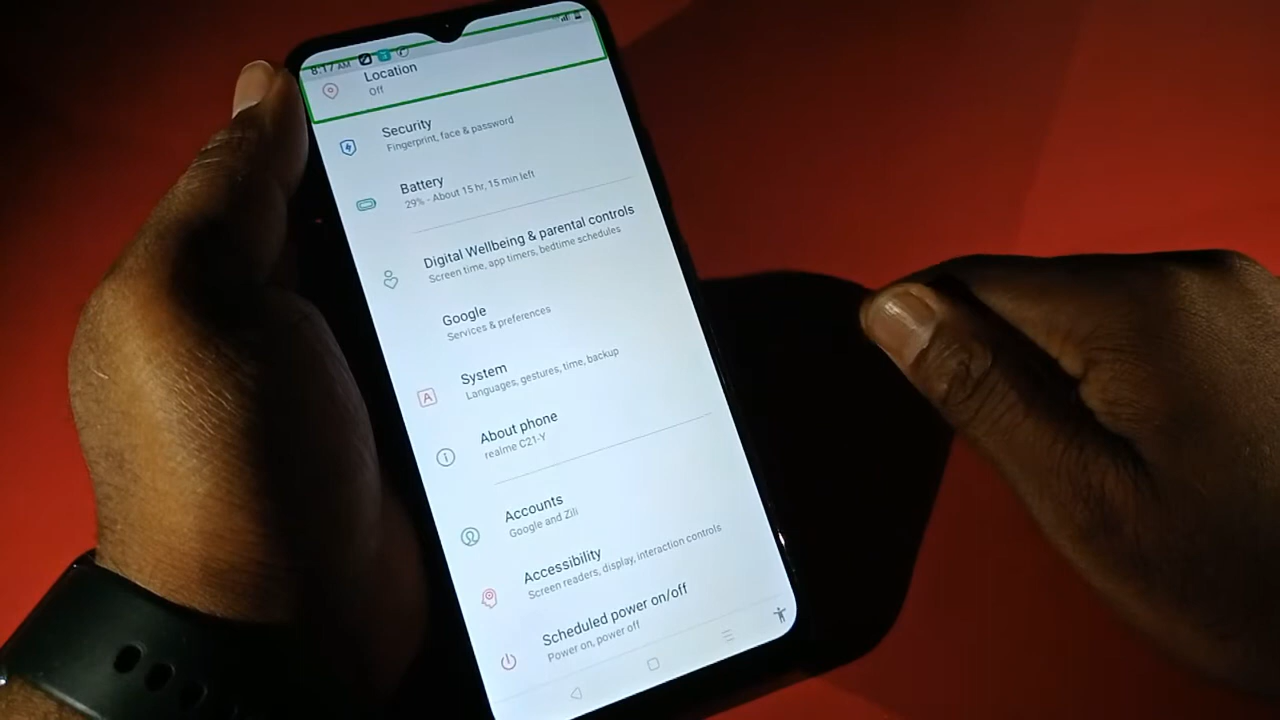 8:17 AM
Location
Off
Security
Fingerprint, face & password
Battery
29% - About 15 hr, 15 min left
Digital Wellbeing & parental controls
Screen time, app timers, bedtime schedules
Google
Services & preferences
System
Languages, gestures, time, backup
About phone
realme C21-Y
Accounts
Google and Zili
Accessibility
Screen readers, display, interaction controls
Scheduled power on/off
Power on, power off